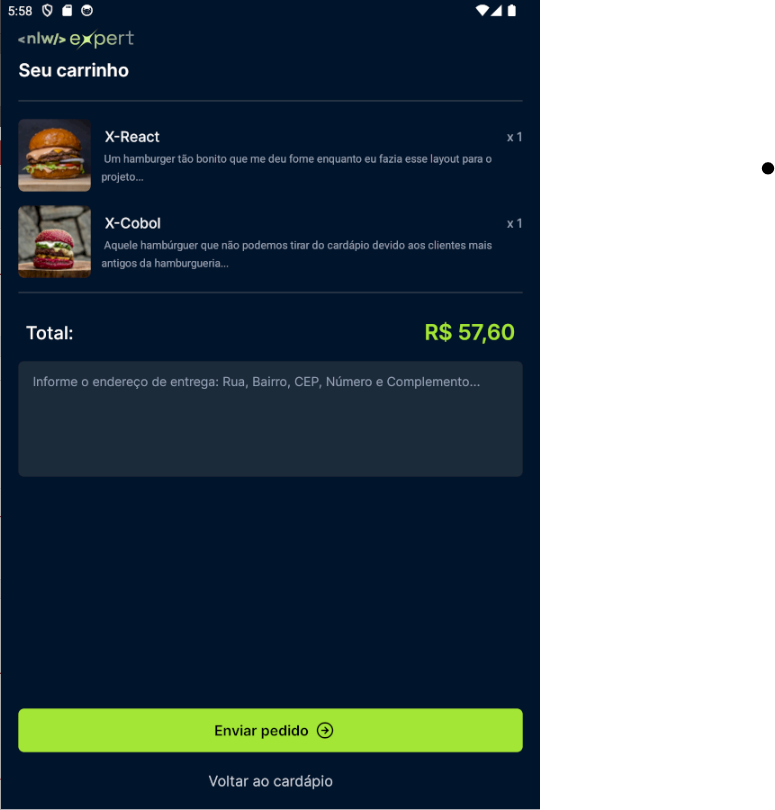 5:58
<nlw/> expert
Seu carrinho
X-React
x 1
Um hamburger tão bonito que me deu fome enquanto eu fazia esse layout para o
projeto...
X-Cobol
x 1
Aquele hambúrguer que não podemos tirar do cardápio devido aos clientes mais
antigos da hamburgueria...
Total:
R$ 57,60
Informe o endereço de entrega: Rua, Bairro, CEP, Número e Complemento...
Enviar pedido
Voltar ao cardápio